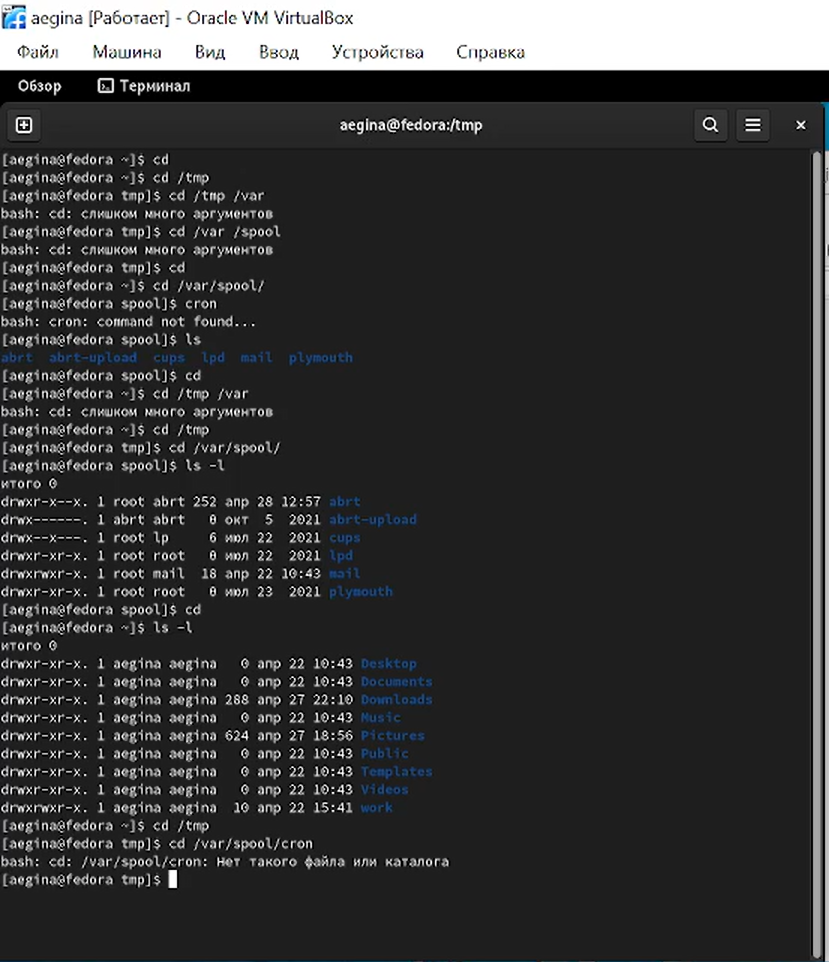 aegina [Работает] - Oracle VM VirtualBox
Файл Машина Вид Ввод Устройства Справка
Обзор Терминал
aegina@fedora:/tmp
[aegina@fedora ~]$ cd
[aegina@fedora ~]$ cd /tmp
[aegina@fedora tmp]$ cd /tmp /var
bash: cd: слишком много аргументов
[aegina@fedora tmp]$ cd /var /spool
bash: cd: слишком много аргументов
[aegina@fedora tmp]$ cd
[aegina@fedora ~]$ cd /var/spool/
[aegina@fedora spool]$ cron
bash: cron: command not found...
[aegina@fedora spool]$ ls
abrt abrt-upload cups lpd mail plymouth
[aegina@fedora spool]$ cd
[aegina@fedora ~]$ cd /tmp /var
bash: cd: слишком много аргументов
[aegina@fedora ~]$ cd /tmp
[aegina@fedora tmp]$ cd /var/spool/
[aegina@fedora spool]$ ls -l
итого 0
drwxr-x--x. 1 root abrt 252 апр 28 12:57 abrt
drwx------. 1 abrt abrt 0 окт 5 2021 abrt-upload
drwx--x---. 1 root lp 6 июл 22 2021 cups
drwxr-xr-x. 1 root root 0 июл 22 2021 lpd
drwxrwxr-x. 1 root mail 18 апр 22 10:43 mail
drwxr-xr-x. 1 root root 0 июл 23 2021 plymouth
[aegina@fedora spool]$ cd
[aegina@fedora ~]$ ls -l
итого 0
drwxr-xr-x. 1 aegina aegina 0 апр 22 10:43 Desktop
drwxr-xr-x. 1 aegina aegina 0 апр 22 10:43 Documents
drwxr-xr-x. 1 aegina aegina 288 апр 27 22:10 Downloads
drwxr-xr-x. 1 aegina aegina 0 апр 22 10:43 Music
drwxr-xr-x. 1 aegina aegina 624 апр 27 18:56 Pictures
drwxr-xr-x. 1 aegina aegina 0 апр 22 10:43 Public
drwxr-xr-x. 1 aegina aegina 0 апр 22 10:43 Templates
drwxr-xr-x. 1 aegina aegina 0 апр 22 10:43 Videos
drwxrwxr-x. 1 aegina aegina 10 апр 22 15:41 work
[aegina@fedora ~]$ cd /tmp
[aegina@fedora tmp]$ cd /var/spool/cron
bash: cd: /var/spool/cron: Нет такого файла или каталога
[aegina@fedora tmp]$